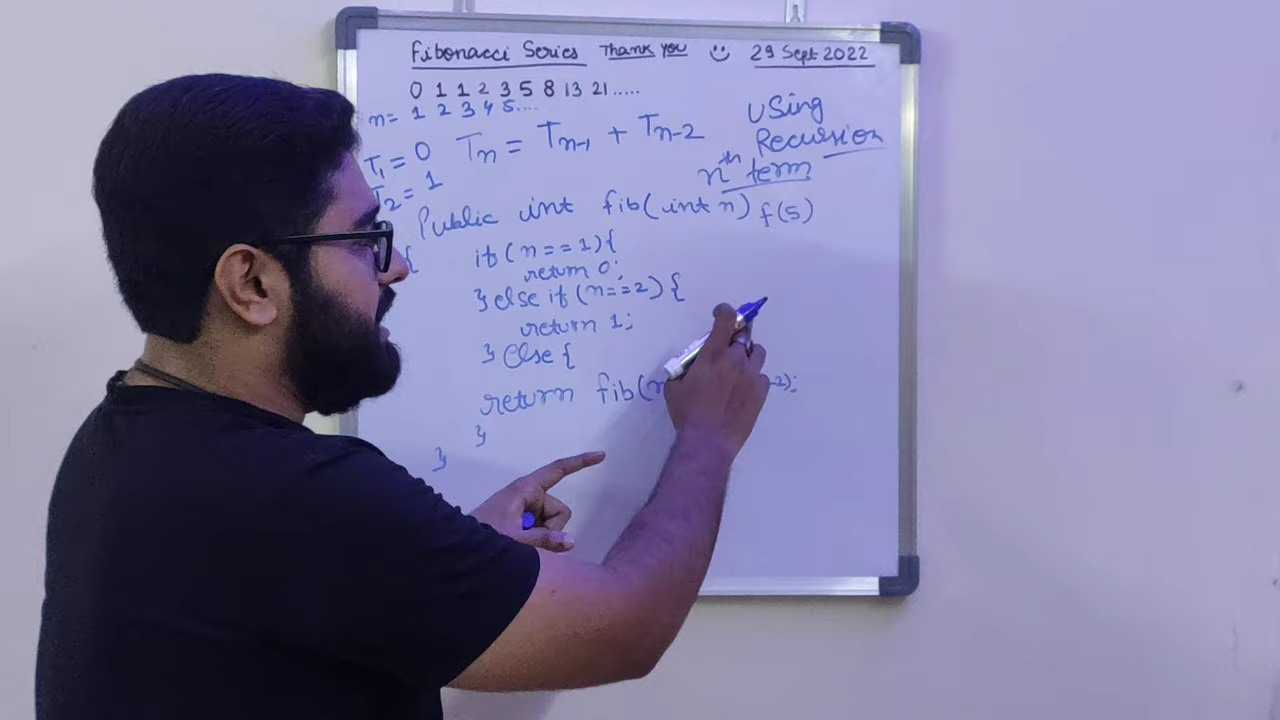 Fibonacci Series Thank you 29 Sept 2022
0 1 1 2 3 5 8 13 21 .....
n= 1 2 3 4 5....
Using
Recursion
nth term
T1 = 0 Tn = Tn-1 + Tn-2
T2 = 1
Public int fib(int n) f(5)
{ if (n==1){
return 0;
}else if (n==2){
return 1;
} Else {
return fib(n -2);
}
}